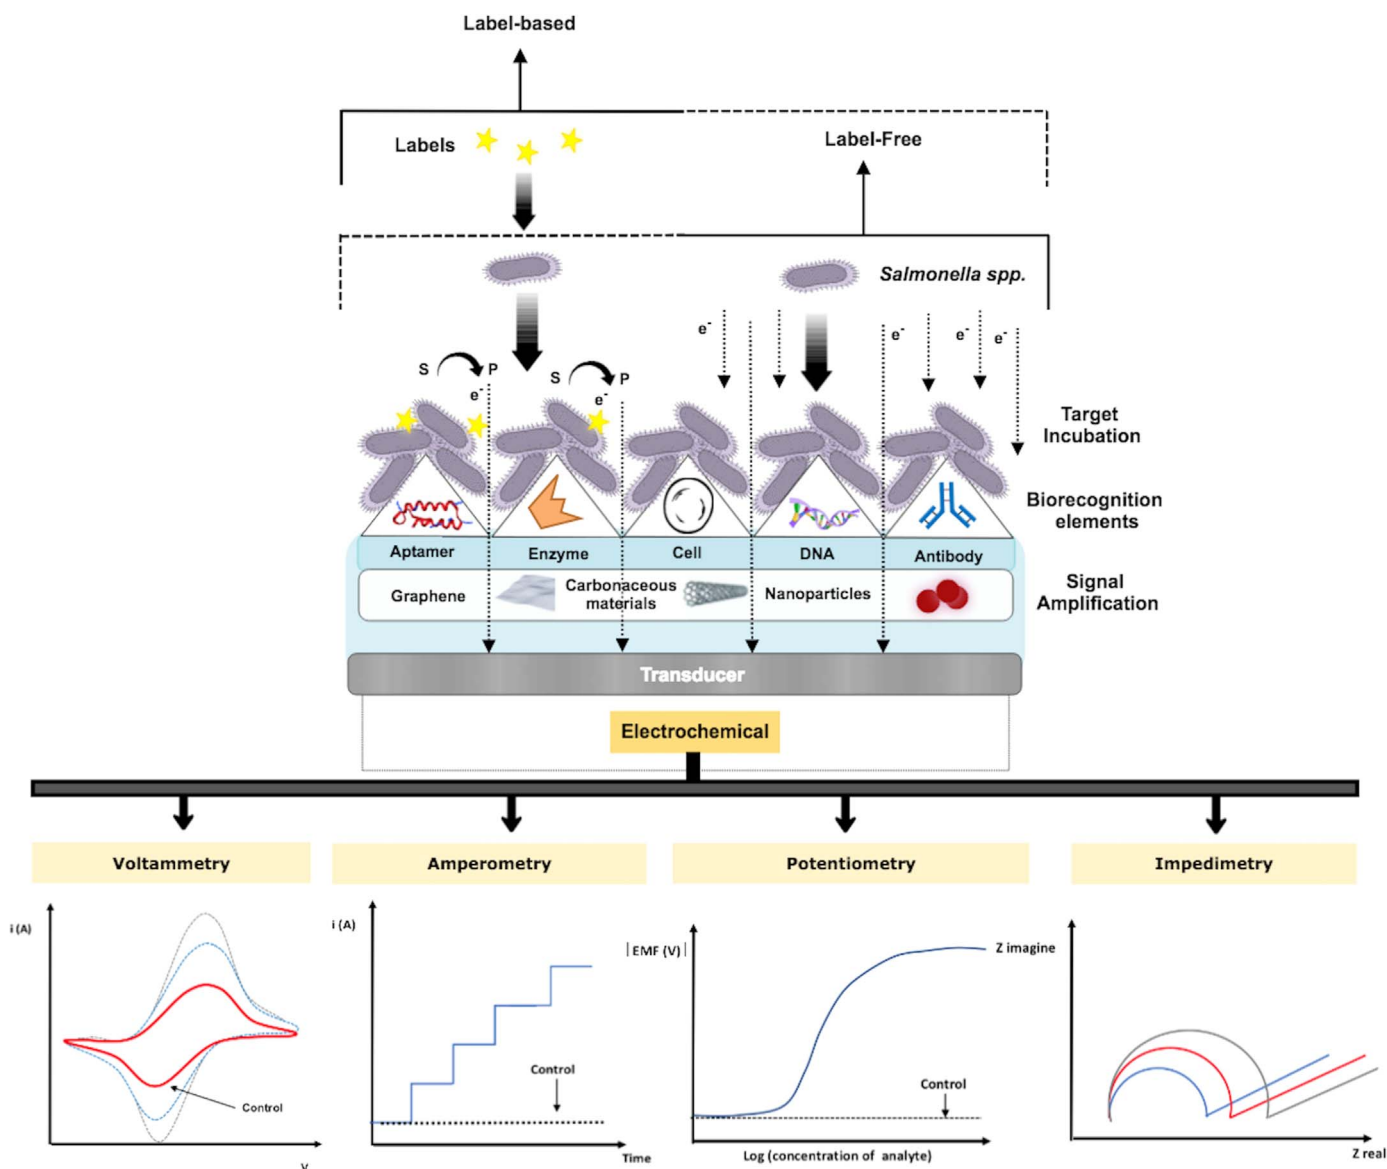 Label-based
Labels
Label-Free
Salmonella spp.
e-
e-
e-
e-
S
P
S
P
e-
e-
Target
Incubation
Biorecognition
elements
Aptamer
Enzyme
Cell
DNA
Antibody
Graphene
Carbonaceous
materials
Nanoparticles
Signal
Amplification
Transducer
Electrochemical
Voltammetry
Amperometry
Potentiometry
Impedimetry
i (A)
Control
V
i (A)
Control
Time
| EMF (V) |
Control
Log (concentration of analyte)
Z imagine
Z real